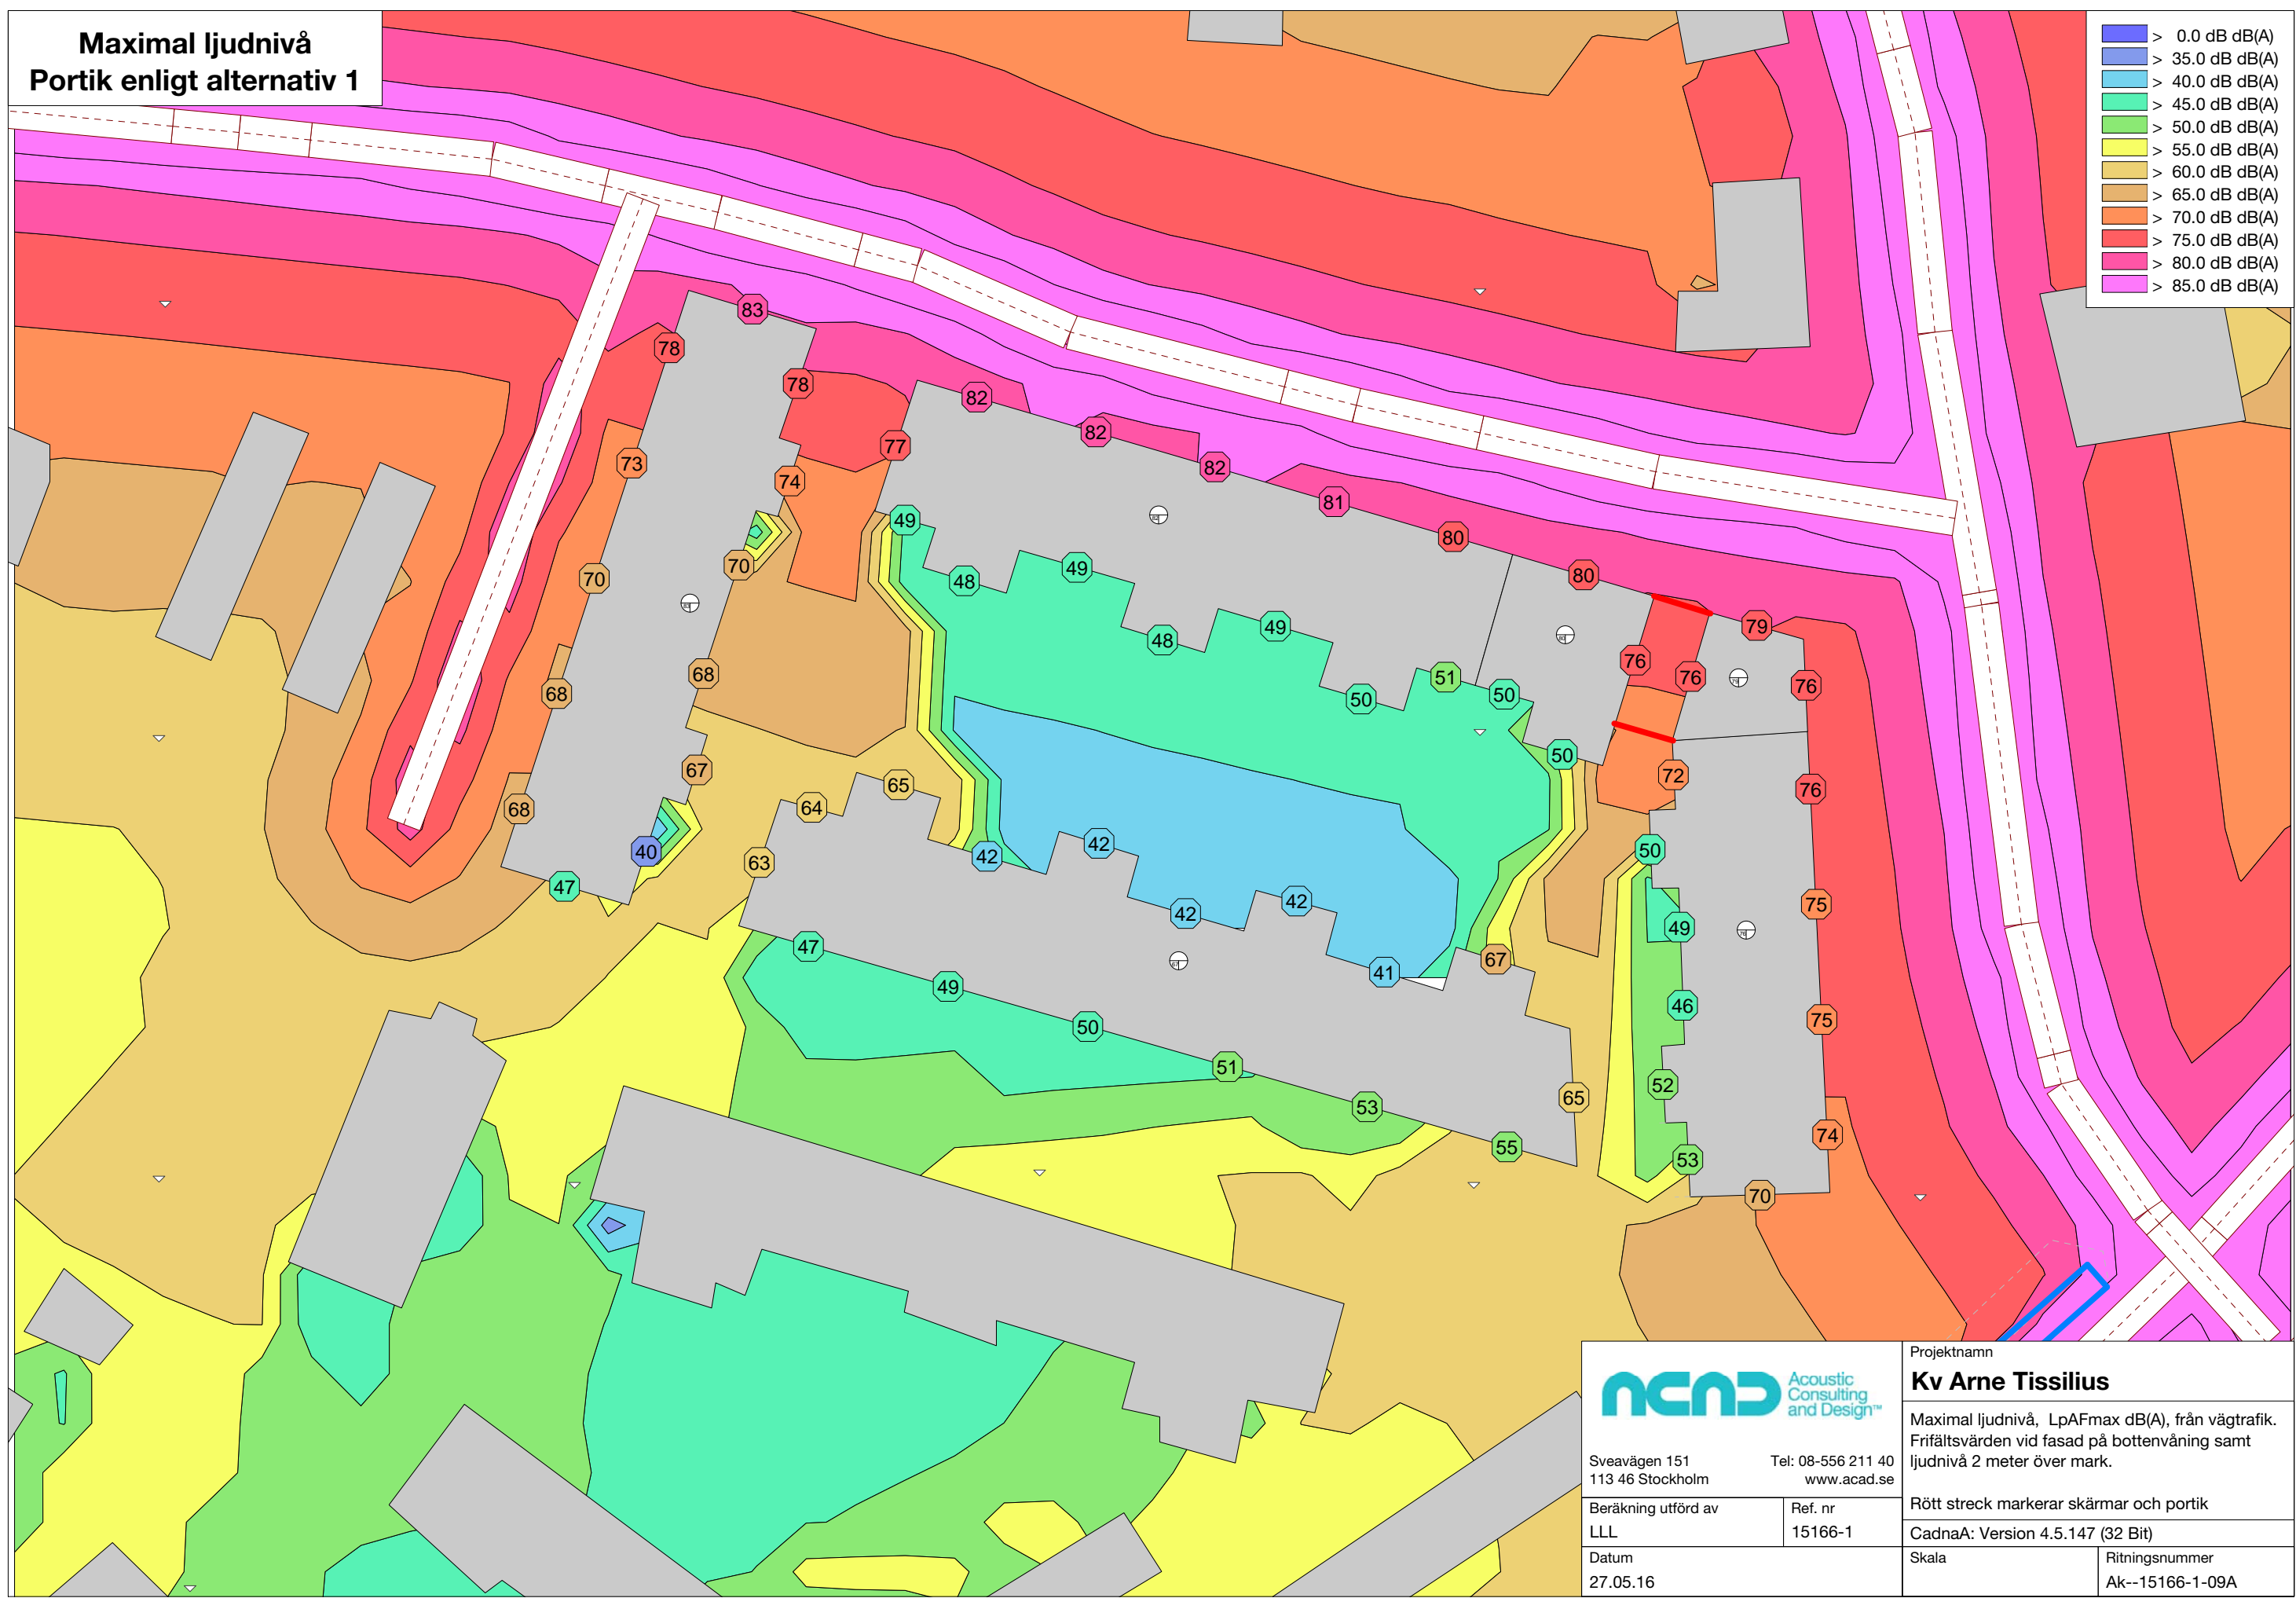 Maximal ljudnivå
Portik enligt alternativ 1
> 0.0 dB dB(A)
> 35.0 dB dB(A)
> 40.0 dB dB(A)
> 45.0 dB dB(A)
> 50.0 dB dB(A)
> 55.0 dB dB(A)
> 60.0 dB dB(A)
> 65.0 dB dB(A)
> 70.0 dB dB(A)
> 75.0 dB dB(A)
> 80.0 dB dB(A)
> 85.0 dB dB(A)
83
78
78
82
82
77
73
82
74
81
49
80
70
49
80
70
48
49
79
48
76
68
51
76
76
68
50
50
50
67
72
65
76
64
68
42
40
42
50
63
47
42
42
75
49
47
67
41
49
46
75
50
51
65
52
53
74
55
53
70
ACAD
Acoustic
Consulting
and Design™
Sveavägen 151
113 46 Stockholm
Tel: 08-556 211 40
www.acad.se
Beräkning utförd av
LLL
Ref. nr
15166-1
Datum
27.05.16
Projektnamn
Kv Arne Tissilius
Maximal ljudnivå, LpAFmax dB(A), från vägtrafik.
Frifältsvärden vid fasad på bottenvåning samt
ljudnivå 2 meter över mark.
Rött streck markerar skärmar och portik
CadnaA: Version 4.5.147 (32 Bit)
Skala
Ritningsnummer
Ak--15166-1-09A